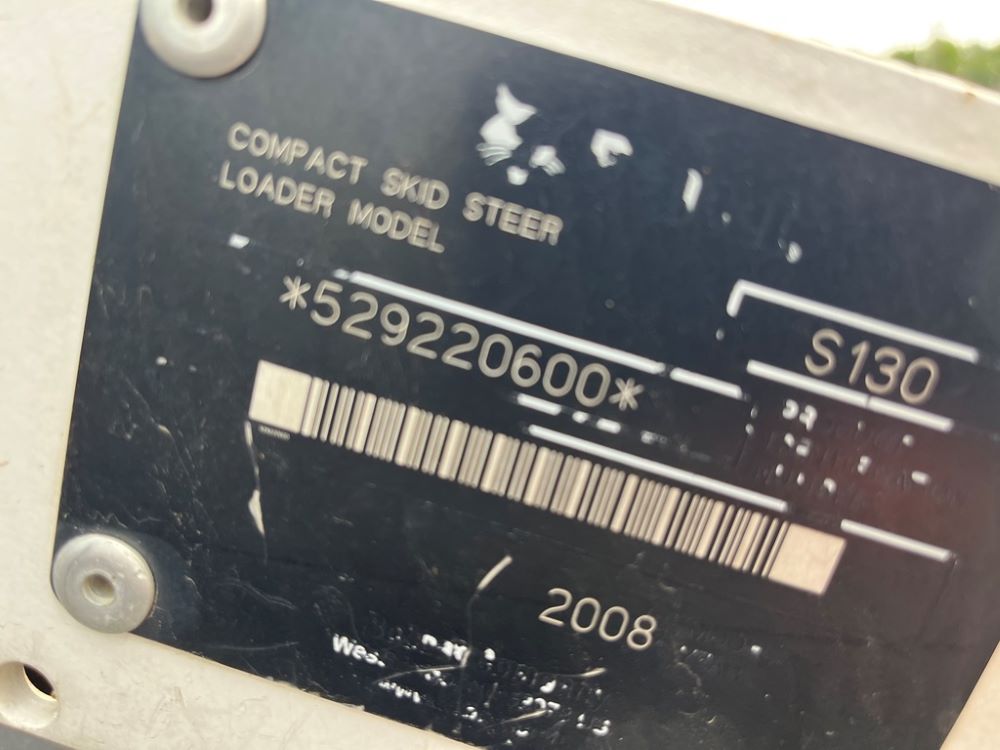 COMPACT SKID STEER
LOADER MODEL
S130
*529220600*
2008